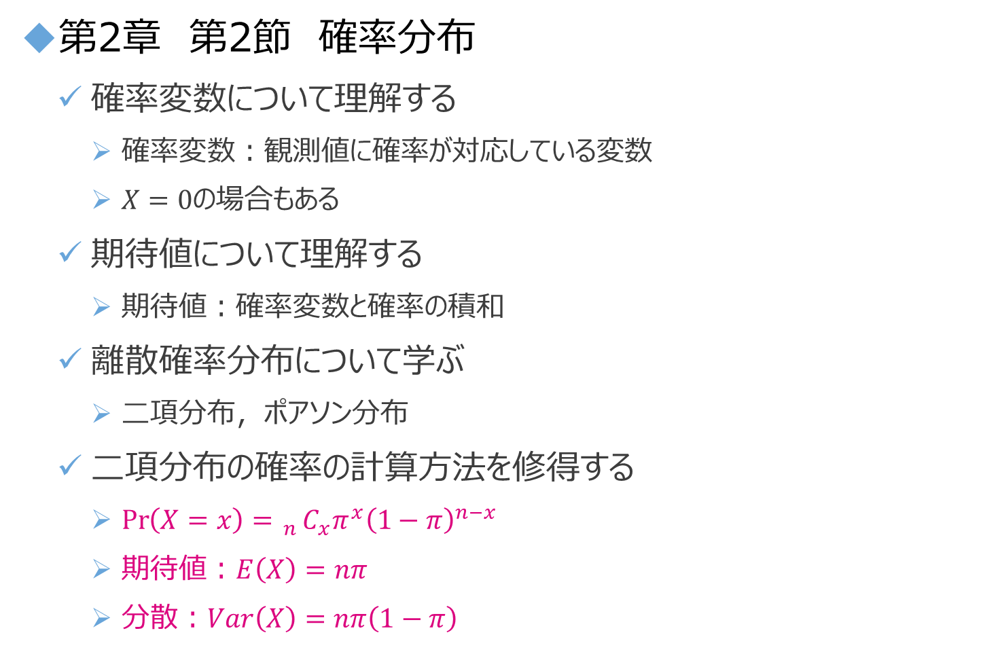 ◆第2章　第2節　確率分布
✓ 確率変数について理解する
➢ 確率変数：観測値に確率が対応している変数
➢ X = 0の場合もある
✓ 期待値について理解する
➢ 期待値：確率変数と確率の積和
✓ 離散確率分布について学ぶ
➢ 二項分布，ポアソン分布
✓ 二項分布の確率の計算方法を修得する
➢ Pr(X = x) = ₙCₓπˣ(1 − π)ⁿ⁻ˣ
➢ 期待値：E(X) = nπ
➢ 分散：Var(X) = nπ(1 − π)